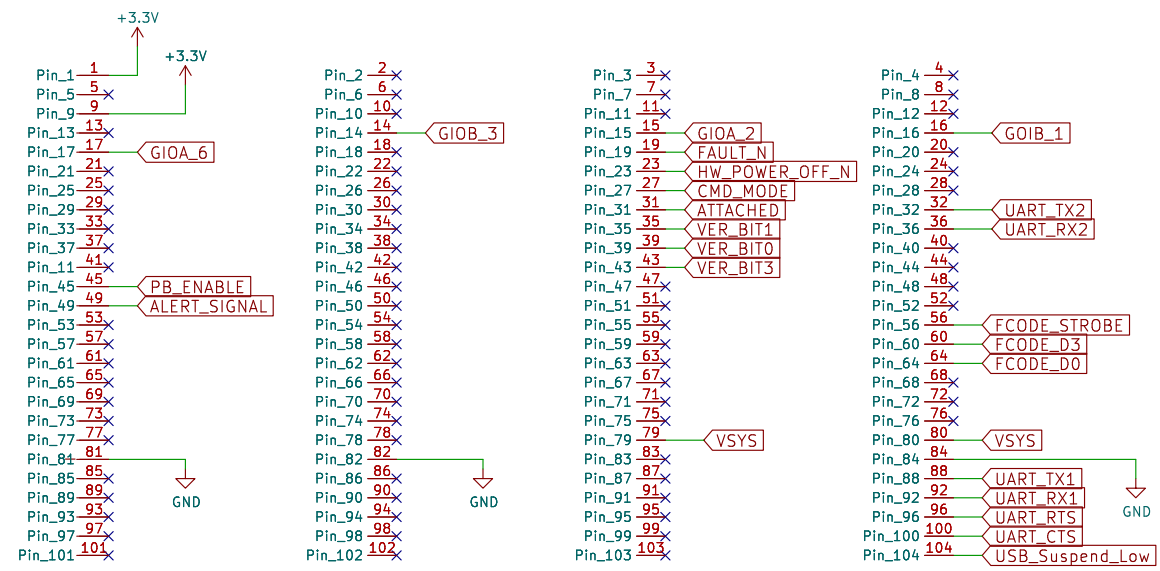 +3.3V
+3.3V
Pin_1 1
Pin_5 5
Pin_9 9
Pin_13 13
Pin_17 17 GIOA_6
Pin_21 21
Pin_25 25
Pin_29 29
Pin_33 33
Pin_37 37
Pin_11 41
Pin_45 45 PB_ENABLE
Pin_49 49 ALERT_SIGNAL
Pin_53 53
Pin_57 57
Pin_61 61
Pin_65 65
Pin_69 69
Pin_73 73
Pin_77 77
Pin_81 81
Pin_85 85
GND
Pin_89 89
Pin_93 93
Pin_97 97
Pin_101 101
Pin_2 2
Pin_6 6
Pin_10 10
Pin_14 14 GIOB_3
Pin_18 18
Pin_22 22
Pin_26 26
Pin_30 30
Pin_34 34
Pin_38 38
Pin_42 42
Pin_46 46
Pin_50 50
Pin_54 54
Pin_58 58
Pin_62 62
Pin_66 66
Pin_70 70
Pin_74 74
Pin_78 78
Pin_82 82
Pin_86 86
GND
Pin_90 90
Pin_94 94
Pin_98 98
Pin_102 102
Pin_3 3
Pin_7 7
Pin_11 11
Pin_15 15 GIOA_2
Pin_19 19 FAULT_N
Pin_23 23 HW_POWER_OFF_N
Pin_27 27 CMD_MODE
Pin_31 31 ATTACHED
Pin_35 35 VER_BIT1
Pin_39 39 VER_BIT0
Pin_43 43 VER_BIT3
Pin_47 47
Pin_51 51
Pin_55 55
Pin_59 59
Pin_63 63
Pin_67 67
Pin_71 71
Pin_75 75
Pin_79 79 VSYS
Pin_83 83
Pin_87 87
Pin_91 91
Pin_95 95
Pin_99 99
Pin_103 103
Pin_4 4
Pin_8 8
Pin_12 12
Pin_16 16 GOIB_1
Pin_20 20
Pin_24 24
Pin_28 28
Pin_32 32 UART_TX2
Pin_36 36 UART_RX2
Pin_40 40
Pin_44 44
Pin_48 48
Pin_52 52
Pin_56 56 FCODE_STROBE
Pin_60 60 FCODE_D3
Pin_64 64 FCODE_D0
Pin_68 68
Pin_72 72
Pin_76 76
Pin_80 80 VSYS
Pin_84 84
Pin_88 88 UART_TX1
Pin_92 92 UART_RX1
GND
Pin_96 96 UART_RTS
Pin_100 100 UART_CTS
Pin_104 104 USB_Suspend_Low